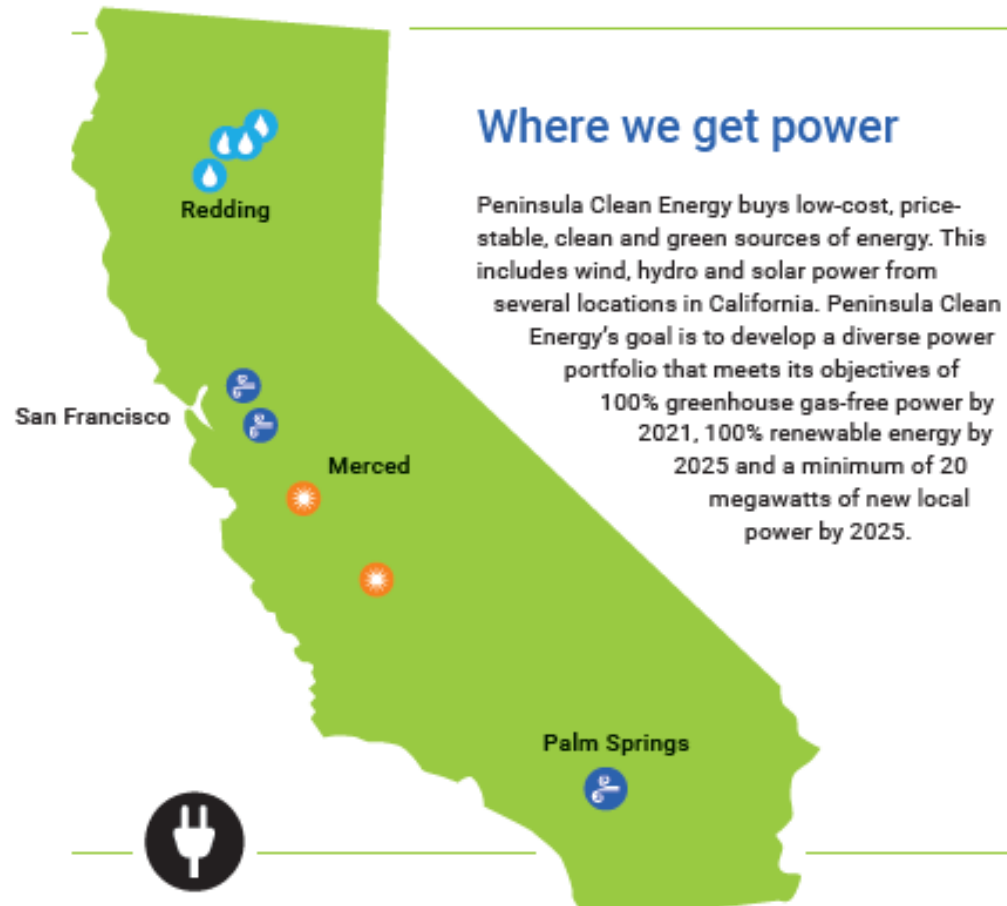 Where we get power
Peninsula Clean Energy buys low-cost, price-
stable, clean and green sources of energy. This
includes wind, hydro and solar power from
several locations in California. Peninsula Clean
Energy's goal is to develop a diverse power
portfolio that meets its objectives of
100% greenhouse gas-free power by
2021, 100% renewable energy by
2025 and a minimum of 20
megawatts of new local
power by 2025.
Redding
San Francisco
Merced
Palm Springs